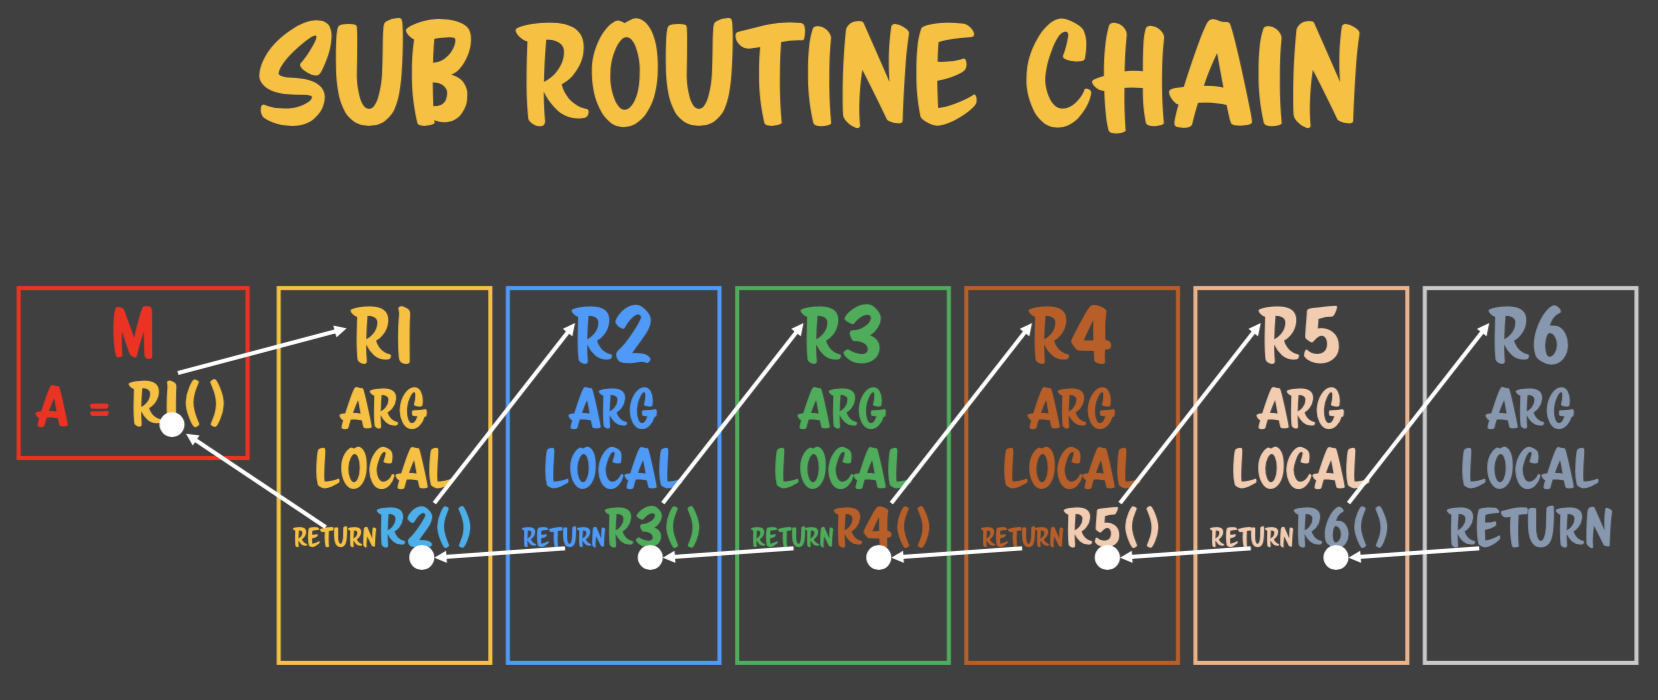 SUB ROUTINE CHAIN
M
A = R1()
R1
ARG
LOCAL
RETURN R2()
R2
ARG
LOCAL
RETURN R3()
R3
ARG
LOCAL
RETURN R4()
R4
ARG
LOCAL
RETURN R5()
R5
ARG
LOCAL
RETURN R6()
R6
ARG
LOCAL
RETURN